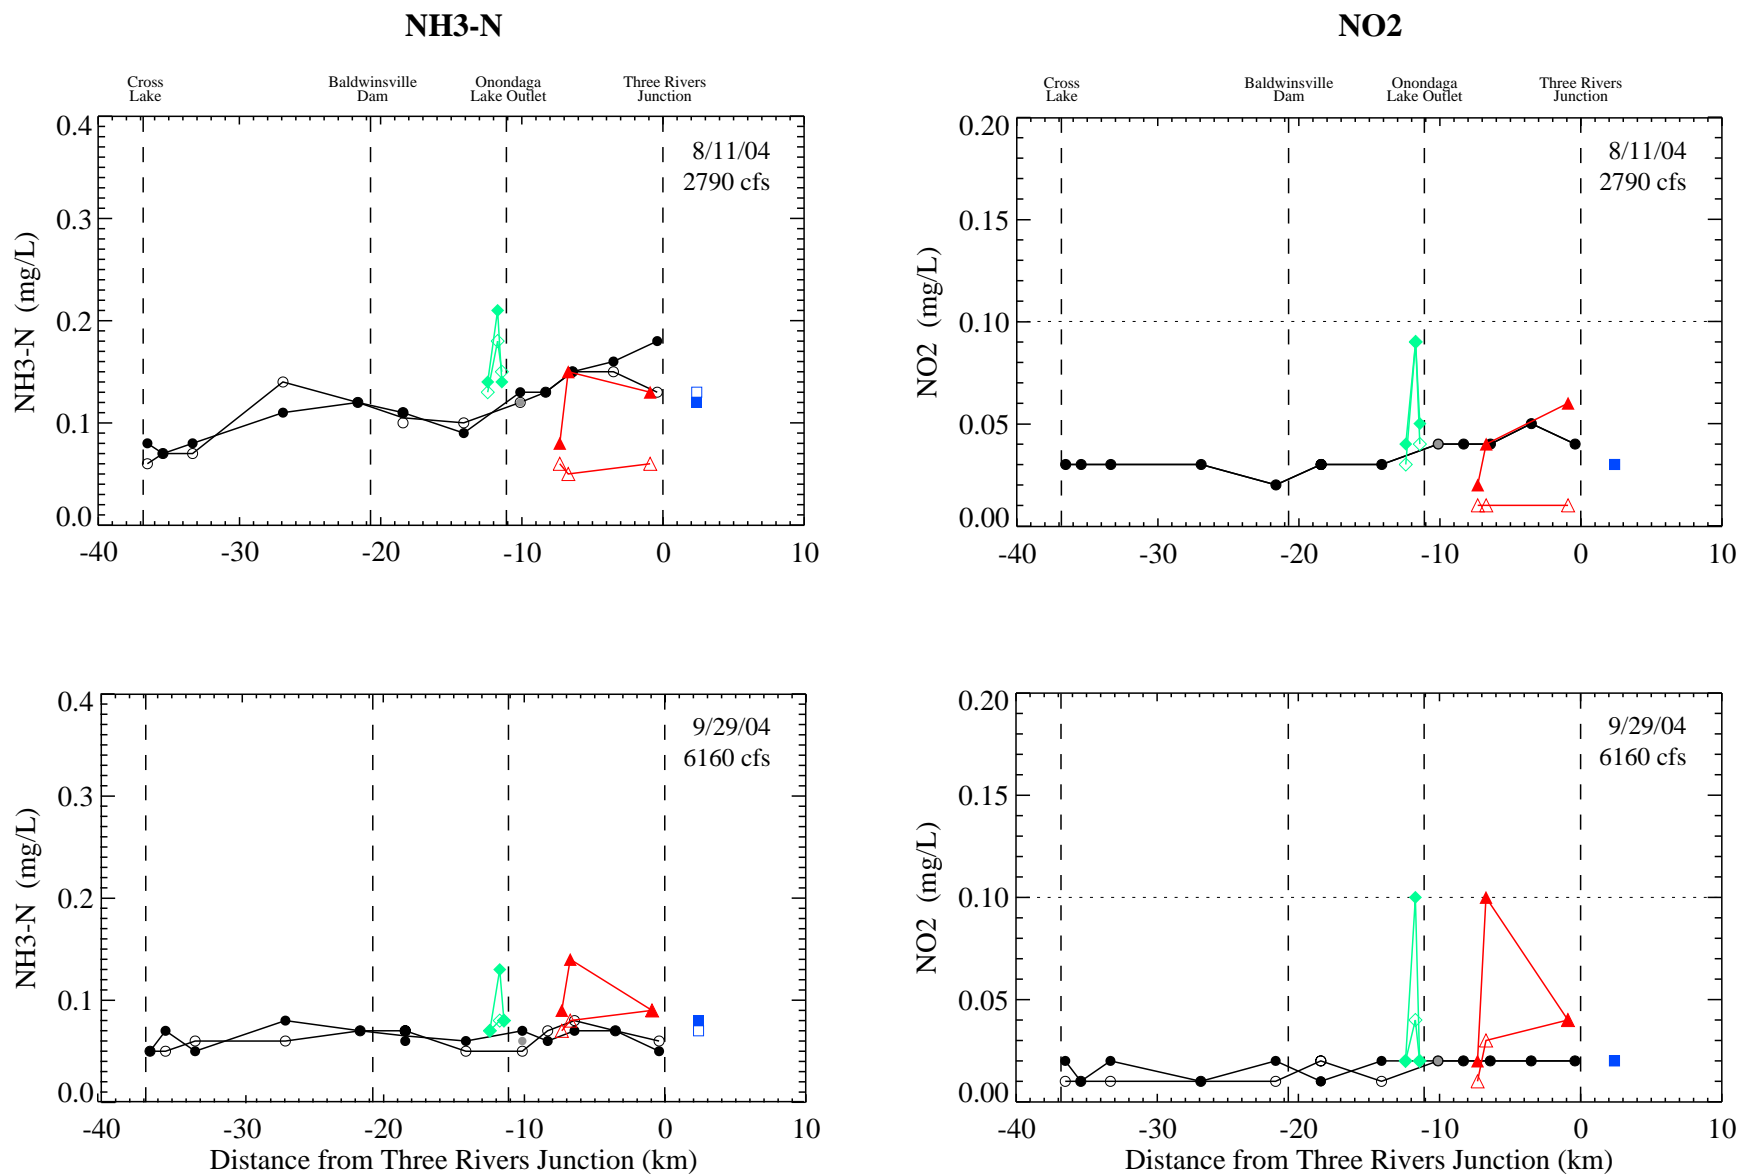 NH3-N
NO2
Cross Lake
Baldwinsville Dam
Onondaga Lake Outlet
Three Rivers Junction
Cross Lake
Baldwinsville Dam
Onondaga Lake Outlet
Three Rivers Junction
NH3-N (mg/L)
0.4
0.3
0.2
0.1
0.0
8/11/04
2790 cfs
-40 -30 -20 -10 0 10
NO2 (mg/L)
0.20
0.15
0.10
0.05
0.00
8/11/04
2790 cfs
-40 -30 -20 -10 0 10
NH3-N (mg/L)
0.4
0.3
0.2
0.1
0.0
9/29/04
6160 cfs
-40 -30 -20 -10 0 10
Distance from Three Rivers Junction (km)
NO2 (mg/L)
0.20
0.15
0.10
0.05
0.00
9/29/04
6160 cfs
-40 -30 -20 -10 0 10
Distance from Three Rivers Junction (km)